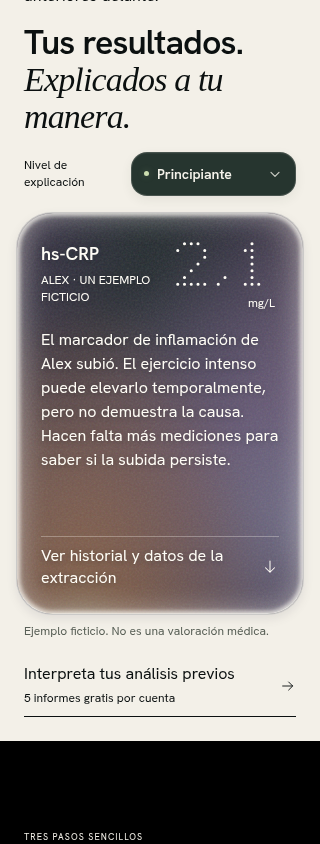 Tus resultados.
Explicados a tu
manera.
Nivel de
explicación
Principiante
hs-CRP
2.1
ALEX · UN EJEMPLO
FICTICIO
mg/L
El marcador de inflamación de
Alex subió. El ejercicio intenso
puede elevarlo temporalmente,
pero no demuestra la causa.
Hacen falta más mediciones para
saber si la subida persiste.
Ver historial y datos de la
extracción
Ejemplo ficticio. No es una valoración médica.
Interpreta tus análisis previos
5 informes gratis por cuenta
TRES PASOS SENCILLOS